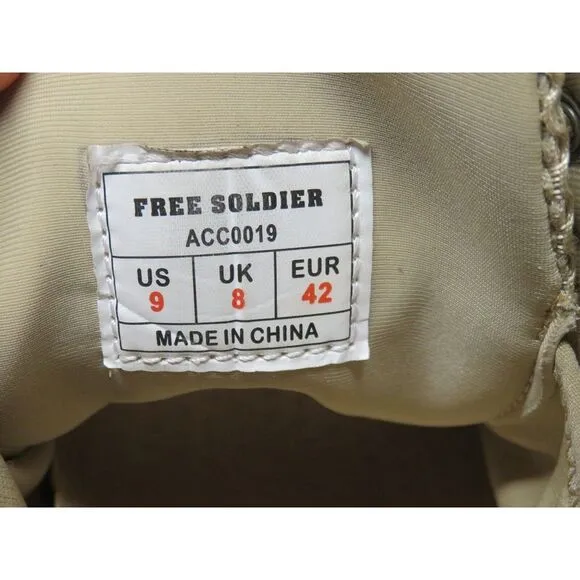 FREE SOLDIER
ACC0019
US UK EUR
9 8 42
MADE IN CHINA